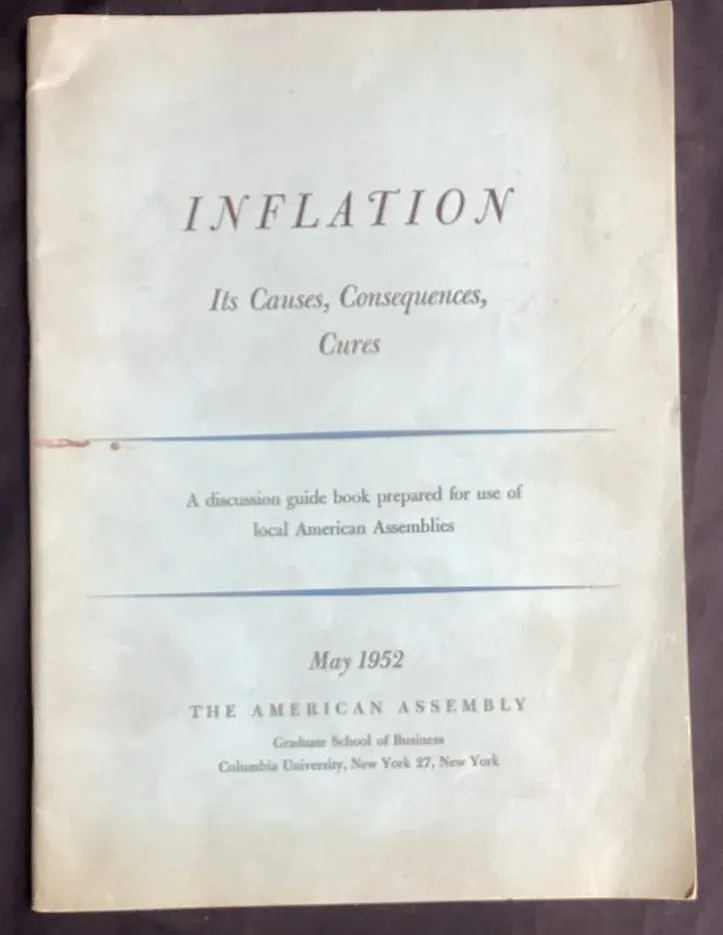 INFLATION
Its Causes, Consequences,
Cures
A discussion guide book prepared for use of
local American Assemblies
May 1952
THE AMERICAN ASSEMBLY
Graduate School of Business
Columbia University, New York 27, New York